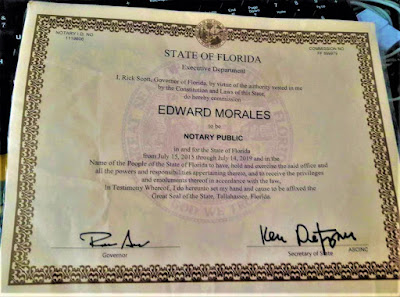 NOTARY I.D. NO
COMMISSION NO
STATE OF FLORIDA
Executive Department
I, Rick Scott, Governor of Florida, by virtue of the authority vested in me
by the Constitution and Laws of this State,
do hereby commission
EDWARD MORALES
to be
NOTARY PUBLIC
in and for the State of Florida
from July 15, 2015 through July 14, 2019 and in the
Name of the People of the State of Florida to have, hold and exercise the said office and
all the powers and responsibilities appertaining thereto, and to receive the privileges
and emoluments thereof in accordance with the law.
In Testimony Whereof, I do hereunto set my hand and cause to be affixed the
Great Seal of the State, Tallahassee, Florida
Ken Detzner
Governor
Secretary of State